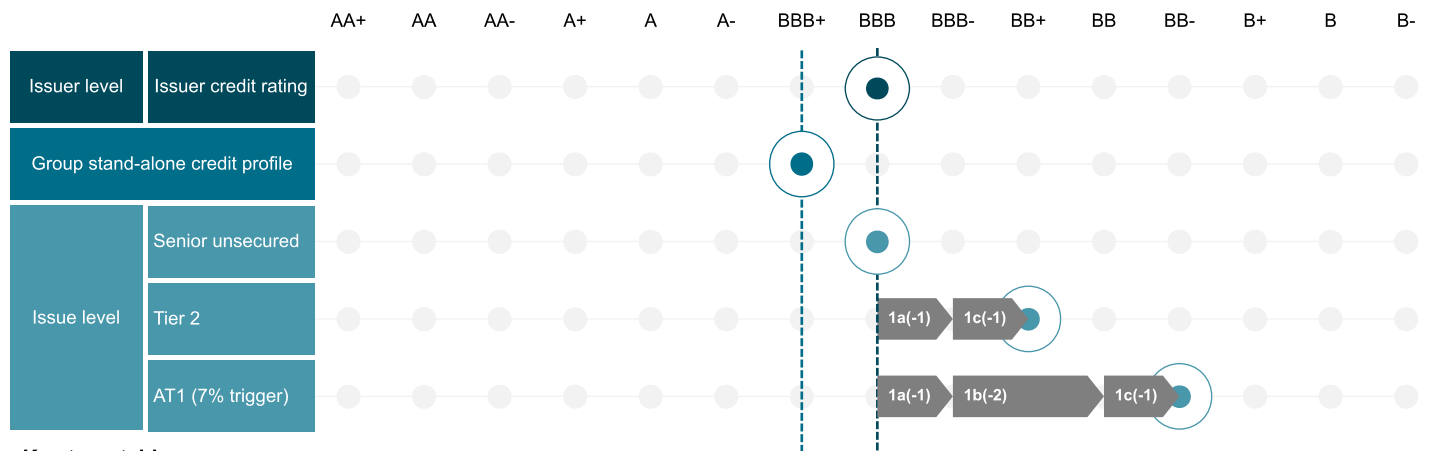 AA+ AA AA- A+ A A- BBB+ BBB BBB- BB+ BB BB- B+ B B-
Issuer level Issuer credit rating
Group stand-alone credit profile
Senior unsecured
Issue level Tier 2 1a(-1) 1c(-1)
AT1 (7% trigger) 1a(-1) 1b(-2) 1c(-1)